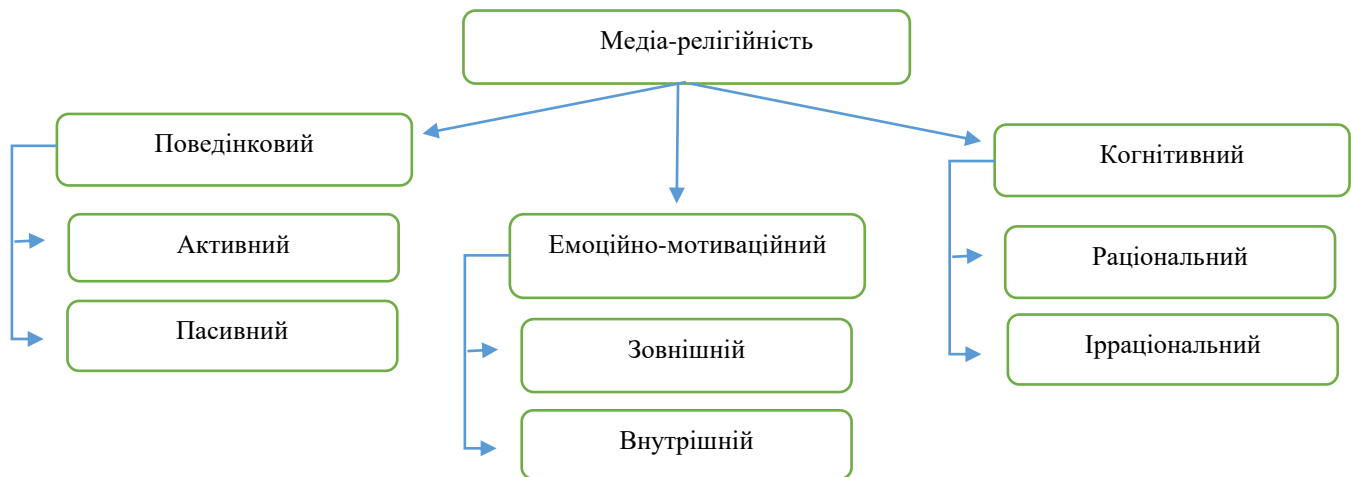 Медіа-релігійність
Поведінковий
Активний
Пасивний
Емоційно-мотиваційний
Зовнішній
Внутрішній
Когнітивний
Раціональний
Ірраціональний